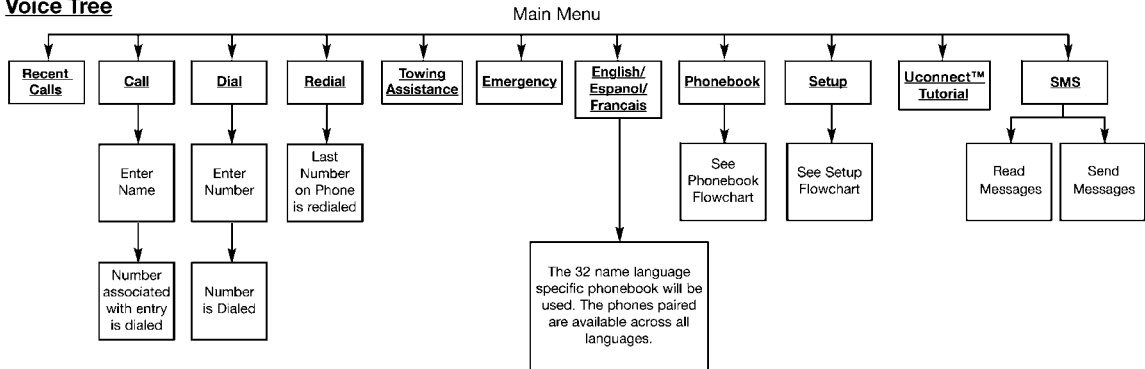 Voice Tree
Main Menu
Recent
Calls
Call
Dial
Redial
Towing
Assistance
Emergency
English/
Espanol/
Francais
Phonebook
Setup
Uconnect™
Tutorial
SMS
Enter
Name
Enter
Number
Last
Number
on Phone
is redialed
See
Phonebook
Flowchart
See Setup
Flowchart
Read
Messages
Send
Messages
Number
associated
with entry
is dialed
Number
is Dialed
The 32 name language
specific phonebook will be
used. The phones paired
are available across all
languages.